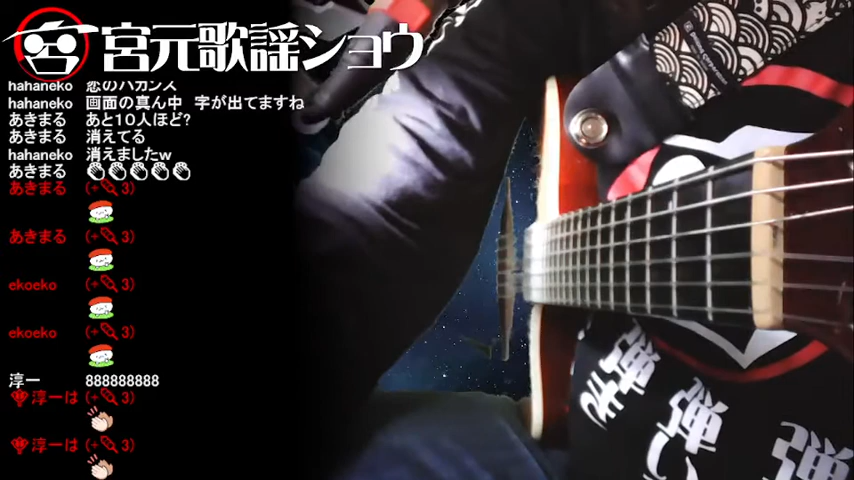 宮元歌謡ショウ
hahaneko 恋のバカンス
hahaneko 画面の真ん中 字が出てますね
あきまる あと10人ほど?
あきまる 消えてる
hahaneko 消えましたw
あきまる 👏👏👏👏👏
あきまる (+🎤3)
あきまる (+🎤3)
ekoeko (+🎤3)
ekoeko (+🎤3)
淳一 888888888
淳一は (+🎤3)
淳一は (+🎤3)